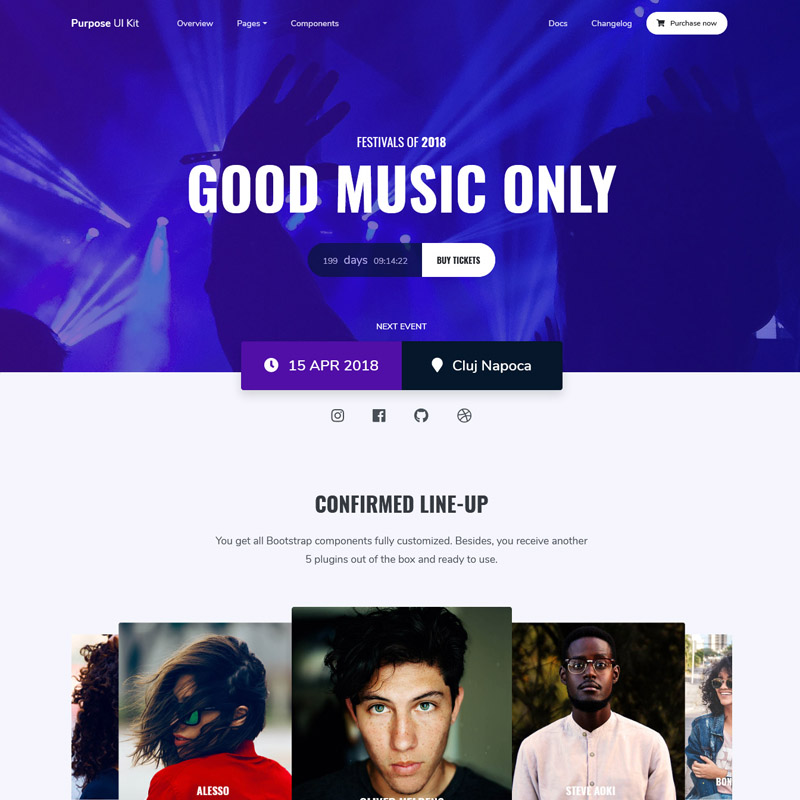 Purpose UI Kit Overview Pages Components Docs Changelog Purchase now
FESTIVALS OF 2018
GOOD MUSIC ONLY
199 days 09:14:22 BUY TICKETS
NEXT EVENT
15 APR 2018 Cluj Napoca
CONFIRMED LINE-UP
You get all Bootstrap components fully customized. Besides, you receive another
5 plugins out of the box and ready to use.
ALESSO
STEVE AOKI